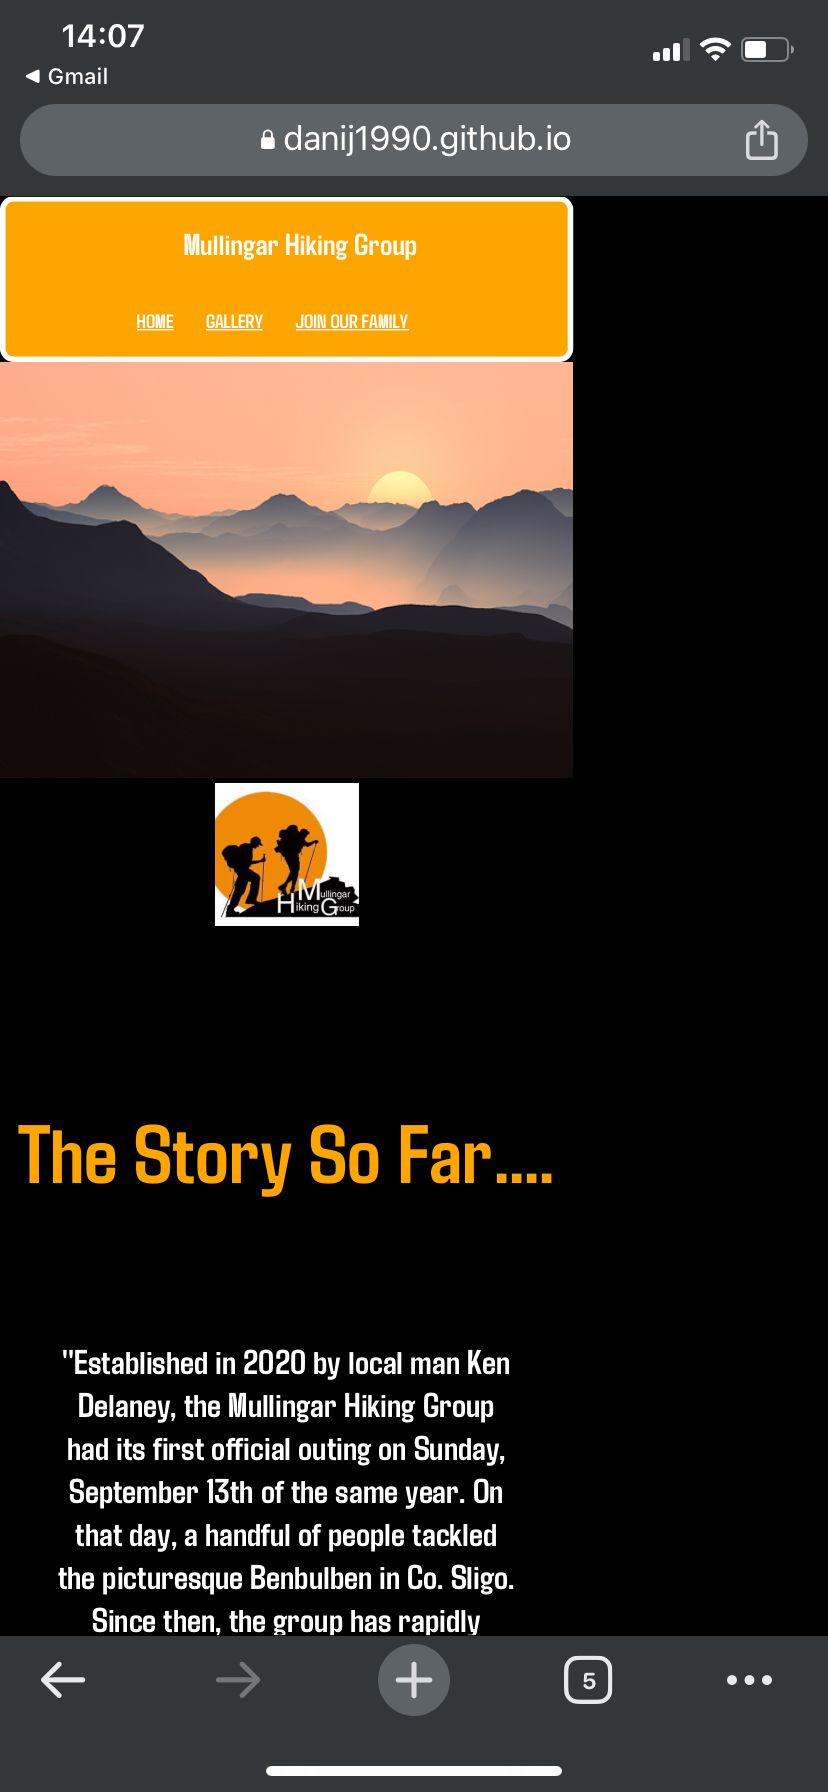 14:07
Gmail
danij1990.github.io
Mullingar Hiking Group
HOME GALLERY JOIN OUR FAMILY
Mullingar
Hiking Group
The Story So Far....
"Established in 2020 by local man Ken
Delaney, the Mullingar Hiking Group
had its first official outing on Sunday,
September 13th of the same year. On
that day, a handful of people tackled
the picturesque Benbulben in Co. Sligo.
Since then, the group has rapidly
5